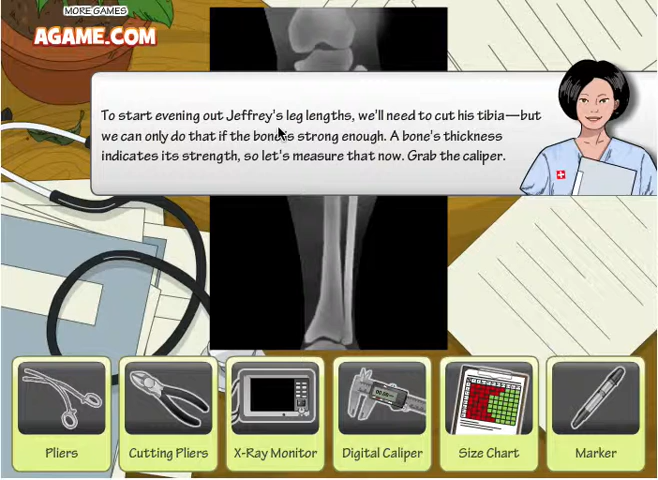 MORE GAMES
AGAME.COM
To start evening out Jeffrey's leg lengths, we'll need to cut his tibia—but
we can only do that if the bone's strong enough. A bone's thickness
indicates its strength, so let's measure that now. Grab the caliper.
Pliers
Cutting Pliers
X-Ray Monitor
Digital Caliper
Size Chart
Marker